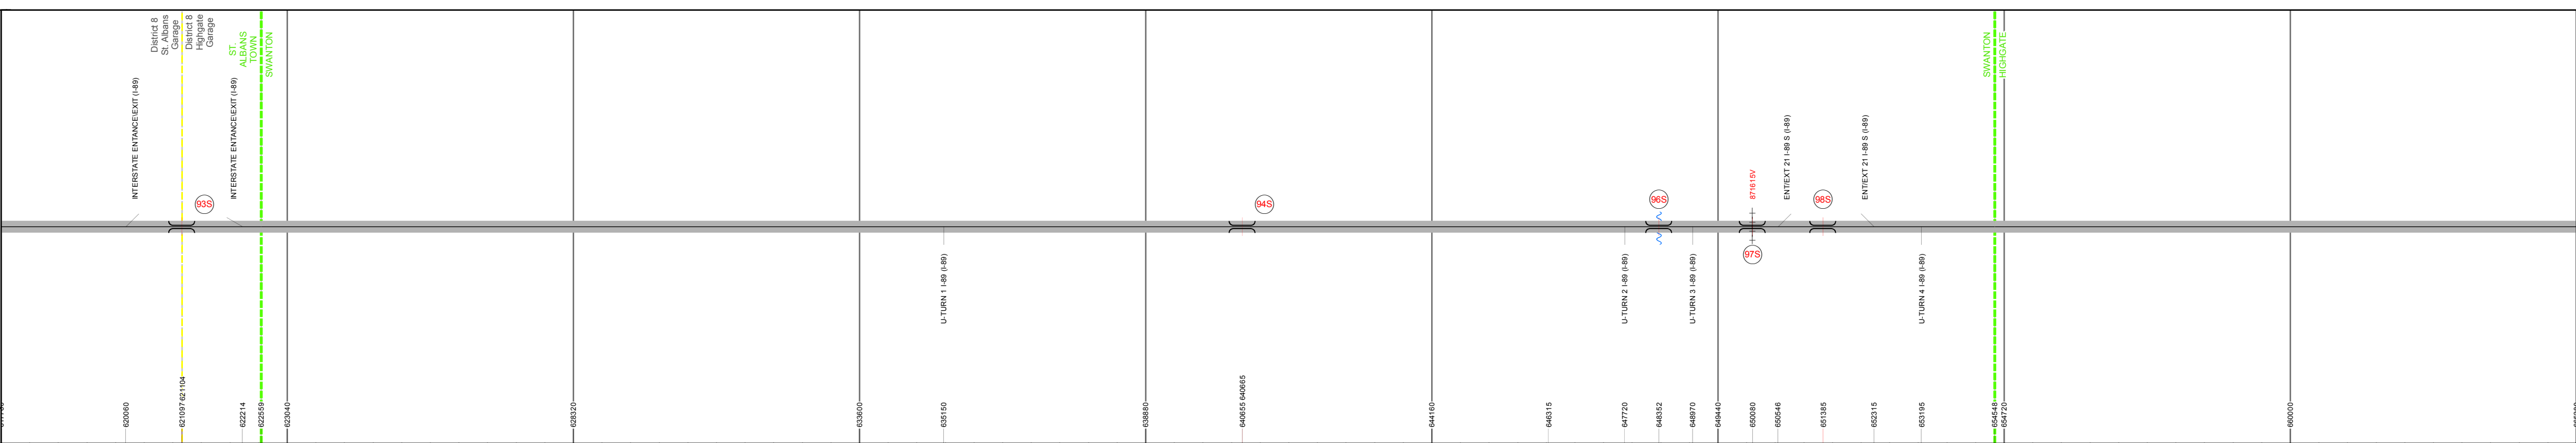 District 8
St. Albans
Garage
District 8
Highgate
Garage
ST.
ALBANS
TOWN
SWANTON
SWANTON
HIGHGATE
INTERSTATE ENTANCE\EXIT (I-89)
INTERSTATE ENTANCE\EXIT (I-89)
871615V
ENT/EXT 21 I-89 S (I-89)
ENT/EXT 21 I-89 S (I-89)
93S
94S
96S
97S
98S
U-TURN 1 I-89 (I-89)
U-TURN 2 I-89 (I-89)
U-TURN 3 I-89 (I-89)
U-TURN 4 I-89 (I-89)
620060
621097 621104
622214
622559
623040
628320
633600
635150
638880
640655 640665
644160
646315
647720
648352
648970
649440
650080
650546
651385
652315
653195
654548
654720
660000